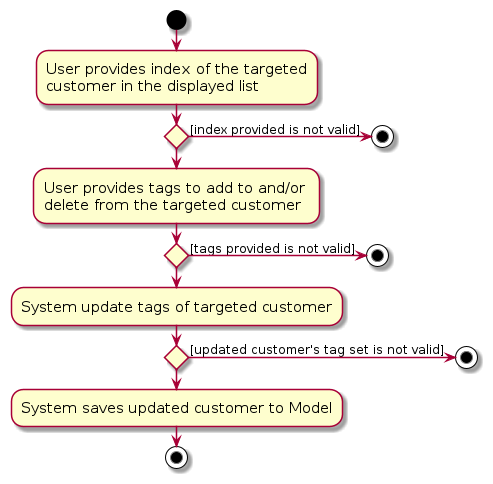 User provides index of the targeted
customer in the displayed list
[index provided is not valid]
User provides tags to add to and/or
delete from the targeted customer
[tags provided is not valid]
System update tags of targeted customer
[updated customer's tag set is not valid]
System saves updated customer to Model